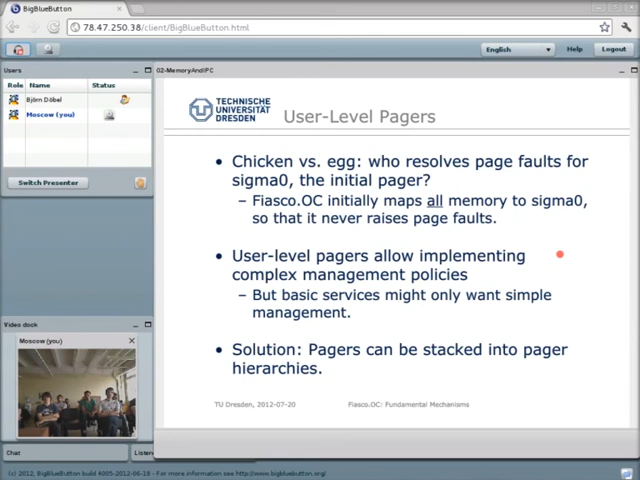 BigBlueButton
78.47.250.38/client/BigBlueButton.html
English
Help
Logout
Users
Role Name Status
Björn Döbel
Moscow (you)
Switch Presenter
Video dock
Moscow (you)
Chat
Listen
02-MemoryAndIPC
TECHNISCHE
UNIVERSITÄT
DRESDEN
User-Level Pagers
• Chicken vs. egg: who resolves page faults for
sigma0, the initial pager?
– Fiasco.OC initially maps all memory to sigma0,
so that it never raises page faults.
• User-level pagers allow implementing
complex management policies
– But basic services might only want simple
management.
• Solution: Pagers can be stacked into pager
hierarchies.
TU Dresden, 2012-07-20 Fiasco.OC: Fundamental Mechanisms
(c) 2012, BigBlueButton build 4005-2012-06-18 - For more information see http://www.bigbluebutton.org/